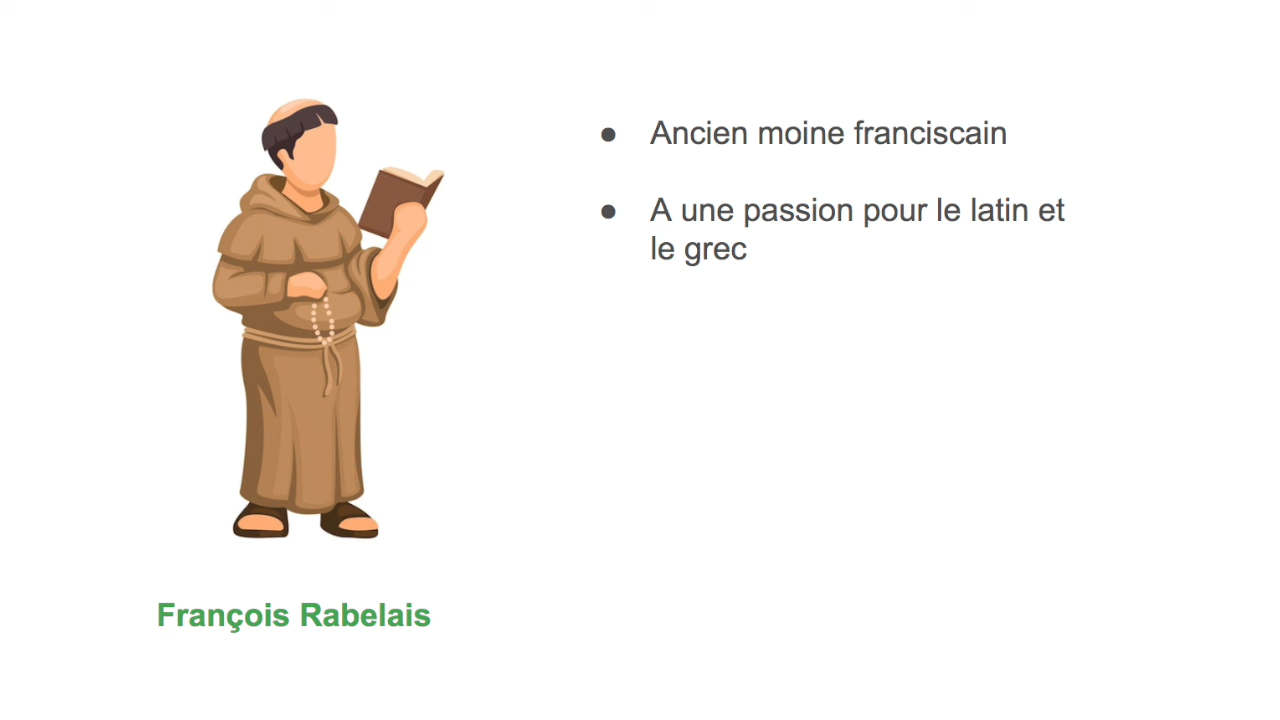 ● Ancien moine franciscain
● A une passion pour le latin et
le grec
François Rabelais